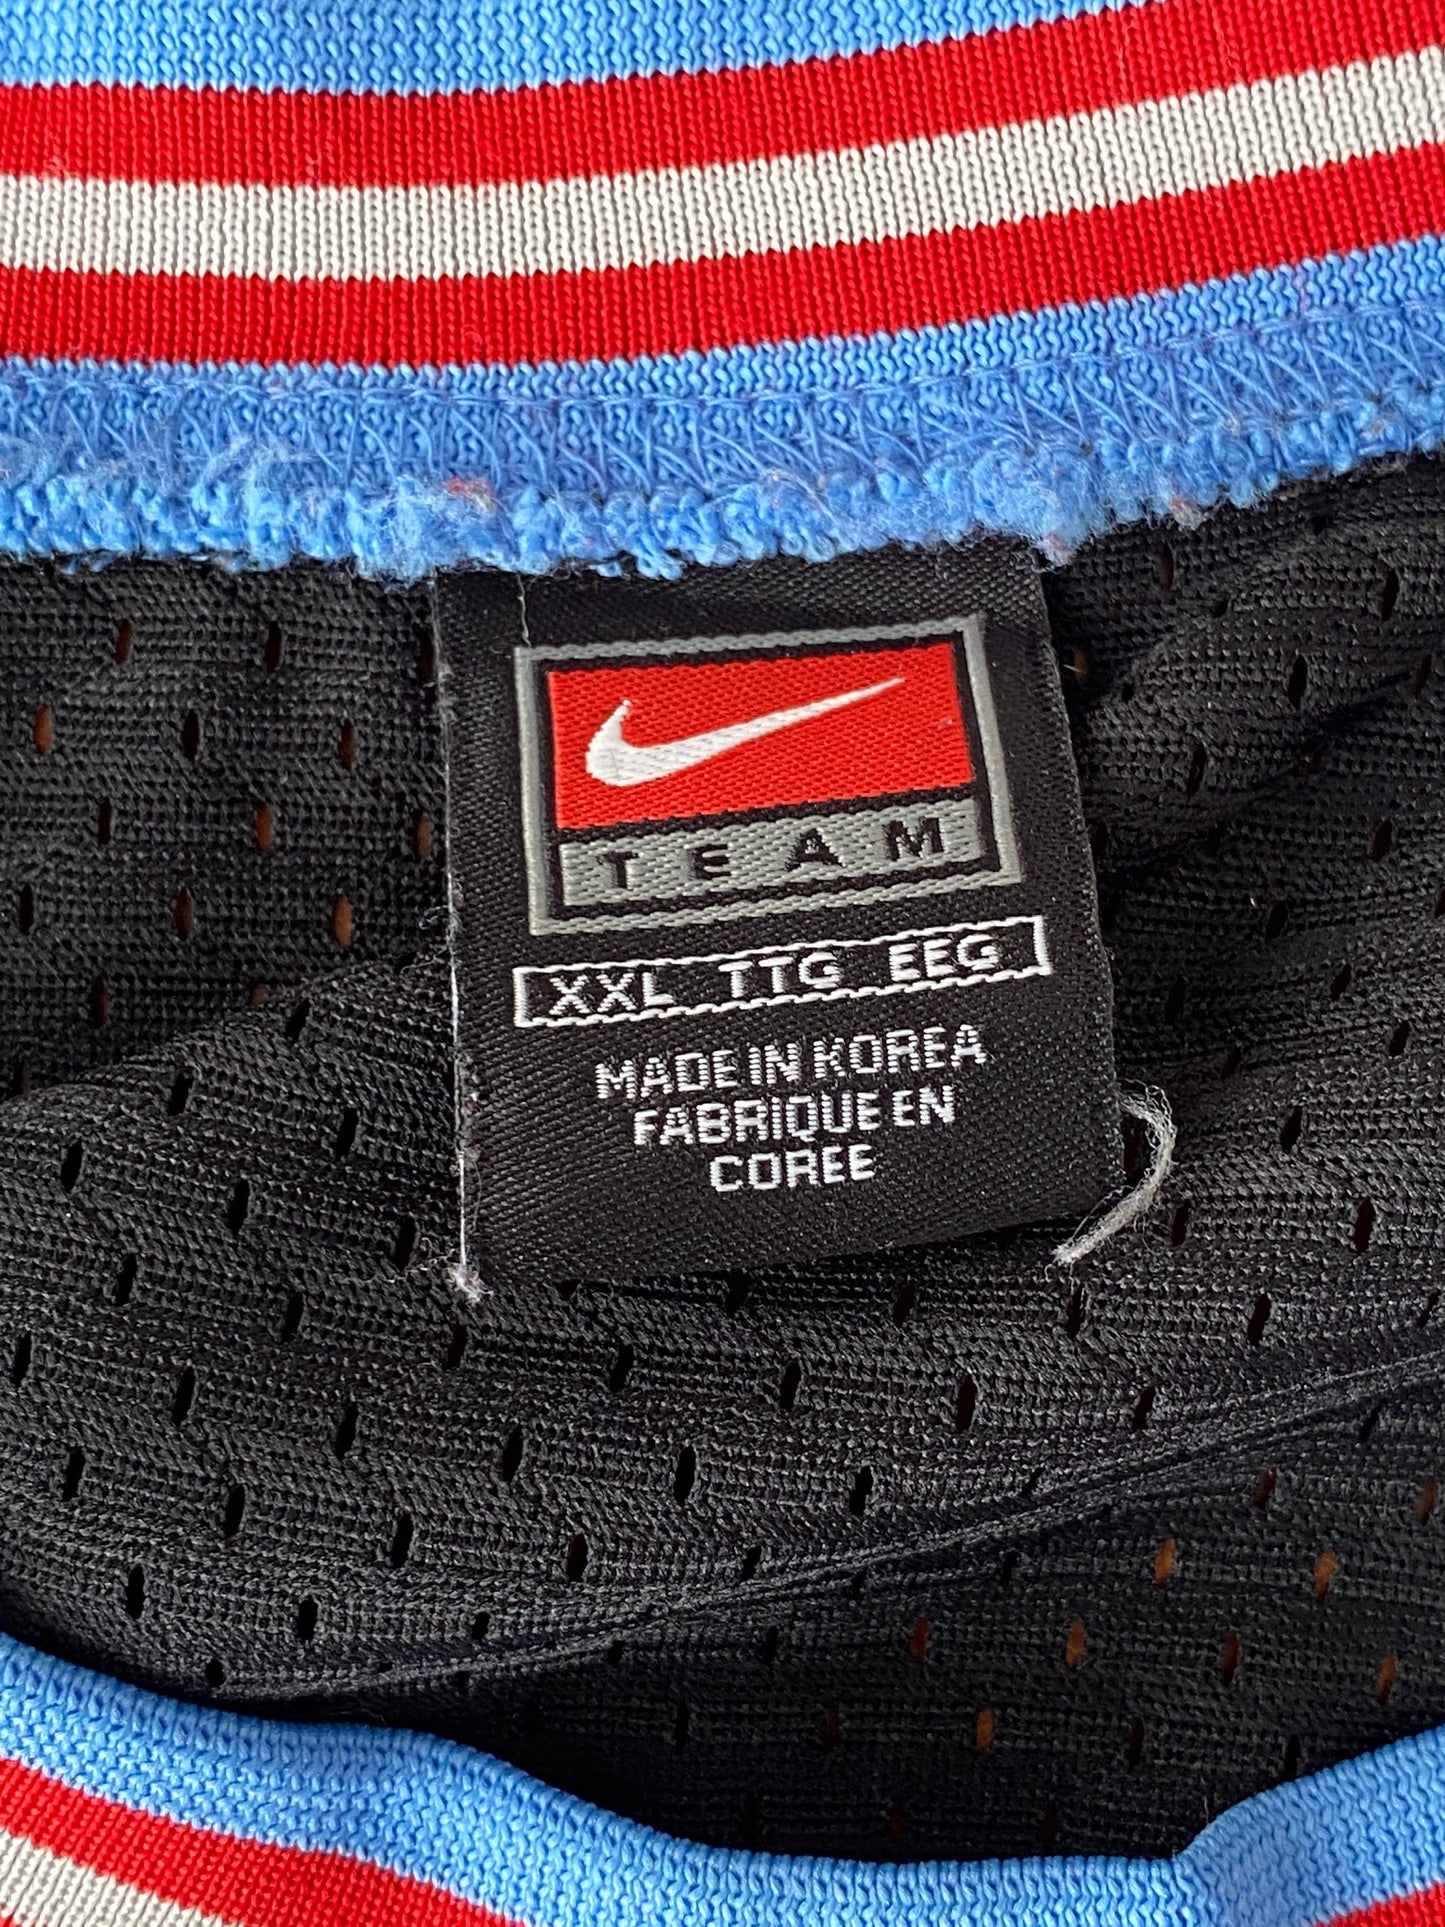 TEAM
XXL TTG EEG
MADE IN KOREA
FABRIQUE EN
COREE